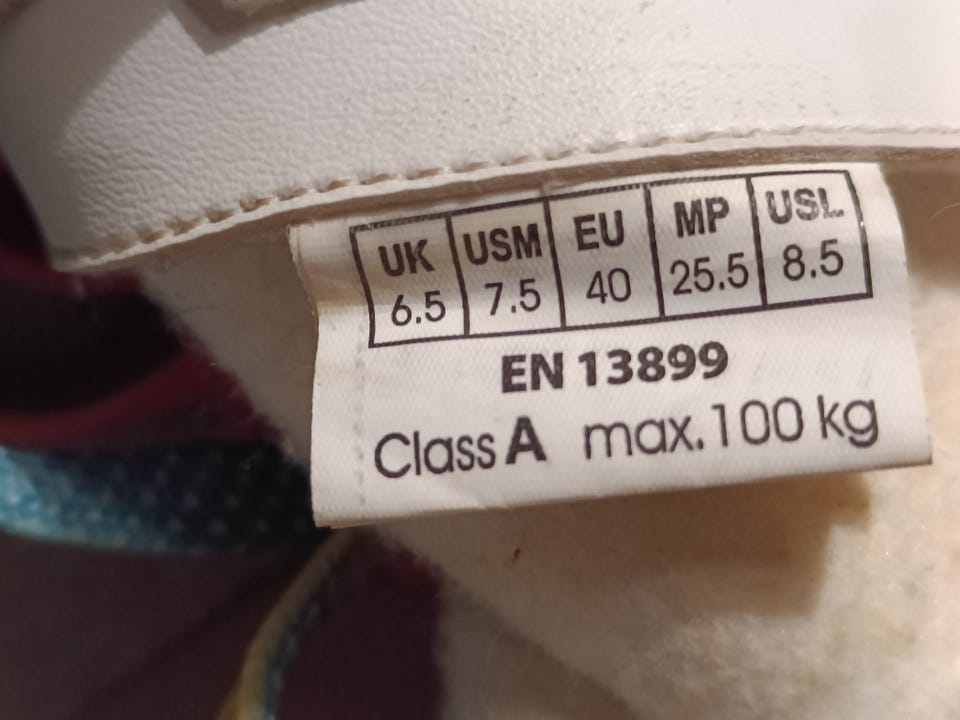 UK USM EU MP USL
6.5 7.5 40 25.5 8.5
EN 13899
Class A max. 100 kg